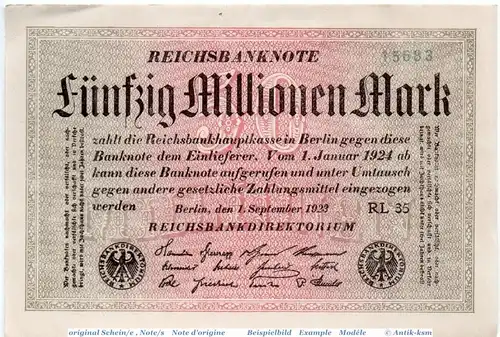 REICHSBANKNOTE
15683
Fünfzig Millionen Mark
zahlt die Reichsbankhauptkasse in Berlin gegen diese
Banknote dem Einlieferer. Vom 1. Januar 1924 ab
kann diese Banknote aufgerufen und unter Umtausch
gegen andere gesetzliche Zahlungsmittel eingezogen
werden
Berlin, den 1. September 1923
RL 35
REICHSBANKDIREKTORIUM
original Schein/e , Note/s Note d'origine
Beispielbild Example Modéle
© Antik-ksm